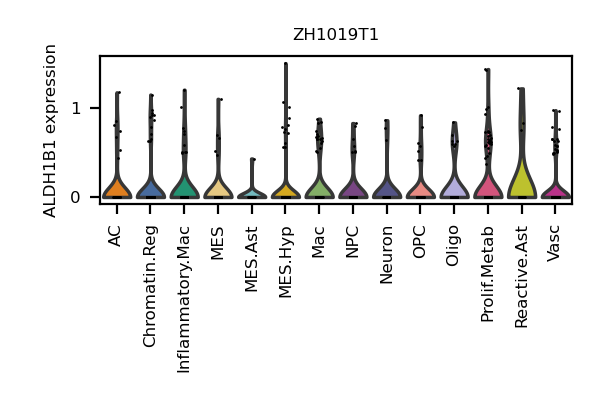 ZH1019T1
ALDH1B1 expression
1
0
AC
Chromatin.Reg
Inflammatory.Mac
MES
MES.Ast
MES.Hyp
Mac
NPC
Neuron
OPC
Oligo
Prolif.Metab
Reactive.Ast
Vasc